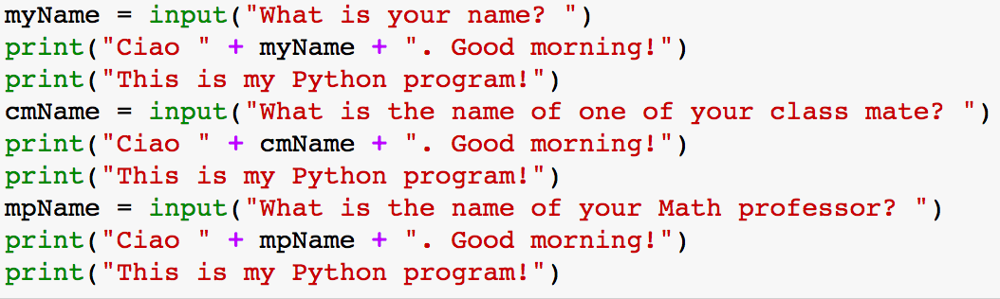 myName = input("What is your name? ")
print("Ciao " + myName + ". Good morning!")
print("This is my Python program!")
cmName = input("What is the name of one of your class mate? ")
print("Ciao " + cmName + ". Good morning!")
print("This is my Python program!")
mpName = input("What is the name of your Math professor? ")
print("Ciao " + mpName + ". Good morning!")
print("This is my Python program!")